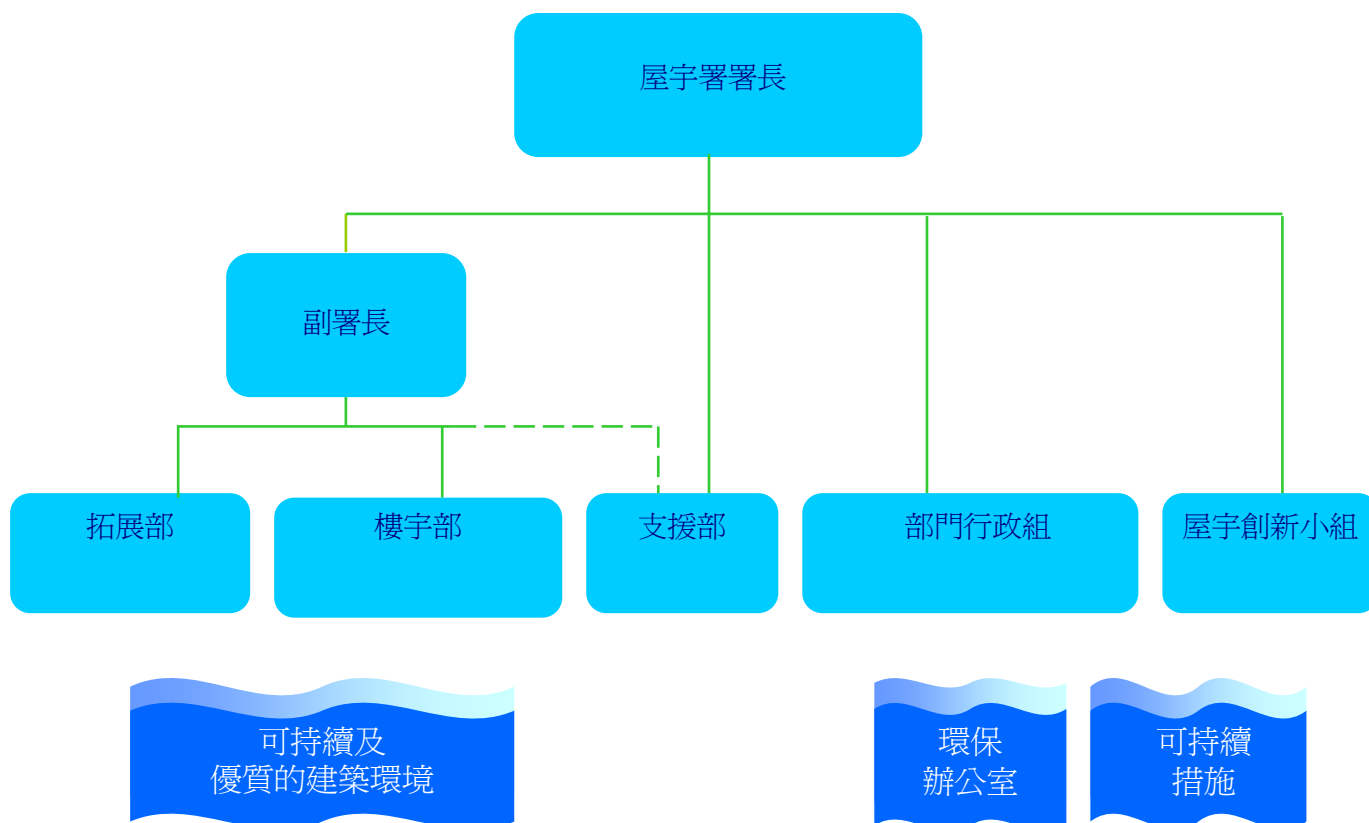 屋宇署署長
副署長
拓展部
樓宇部
支援部
部門行政組
屋宇創新小組
可持續及
優質的建築環境
環保
辦公室
可持續
措施